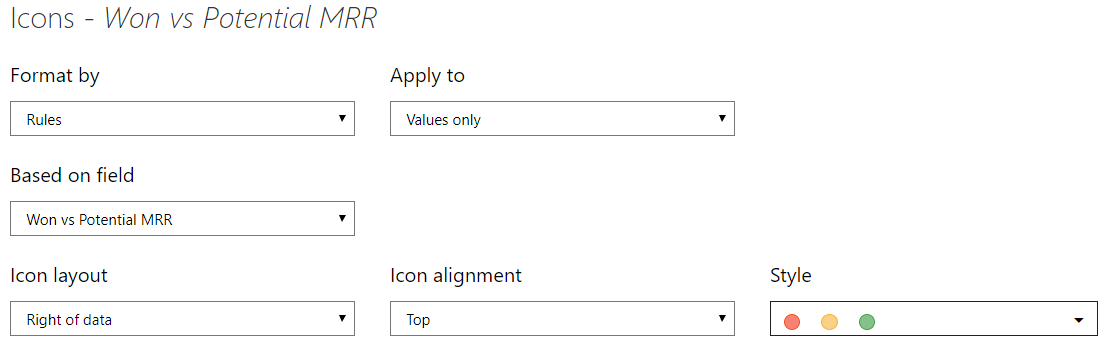 Icons - Won vs Potential MRR
Format by
Apply to
Rules
Values only
Based on field
Won vs Potential MRR
Icon layout
Icon alignment
Style
Right of data
Top